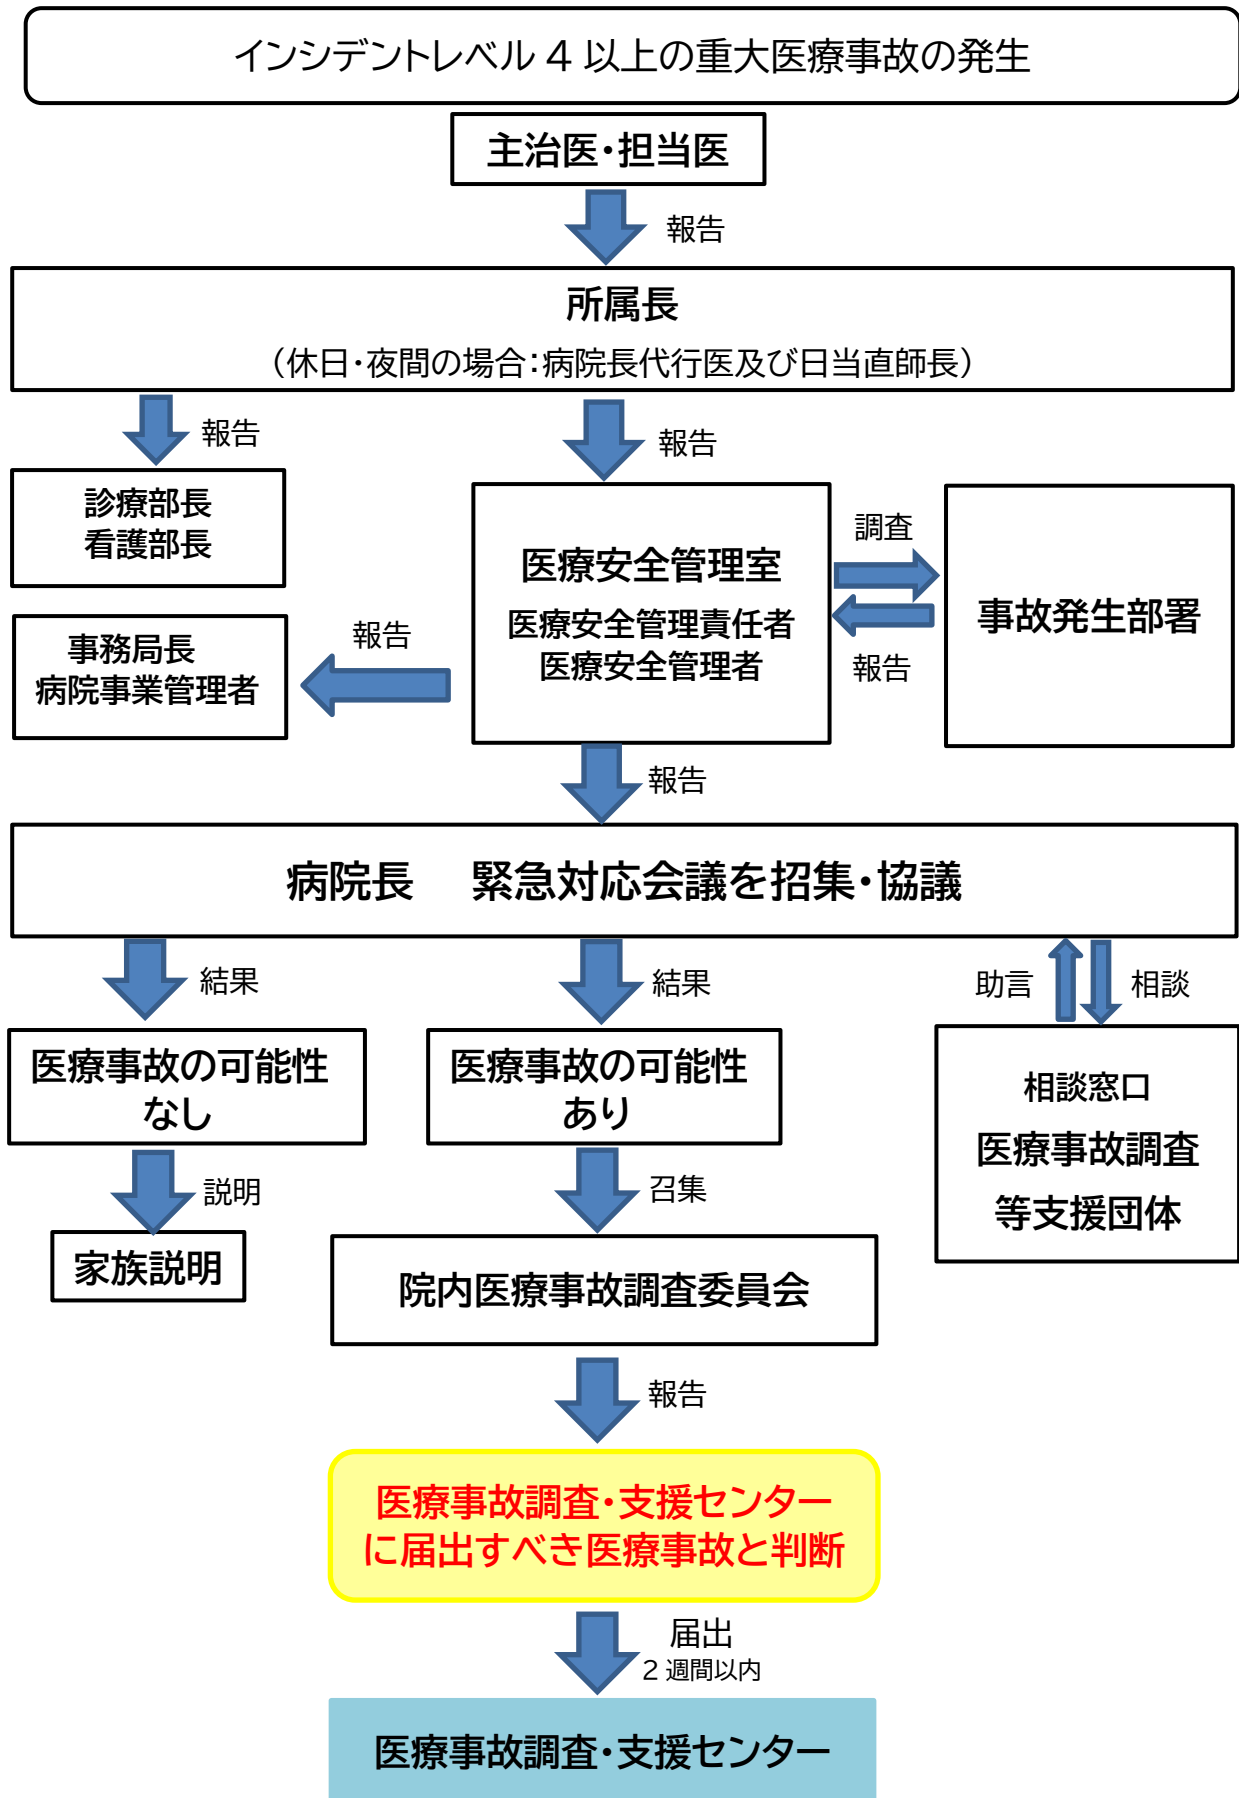 インシデントレベル 4 以上の重大医療事故の発生
主治医・担当医
報告
所属長
（休日・夜間の場合：病院長代行医及び日当直師長）
報告
報告
診療部長
看護部長
医療安全管理室
医療安全管理責任者
医療安全管理者
調査
報告
事故発生部署
事務局長
病院事業管理者
報告
報告
病院長　緊急対応会議を招集・協議
結果
結果
助言
相談
医療事故の可能性
なし
医療事故の可能性
あり
相談窓口
医療事故調査
等支援団体
説明
召集
家族説明
院内医療事故調査委員会
報告
医療事故調査・支援センター
に届出すべき医療事故と判断
届出
2 週間以内
医療事故調査・支援センター